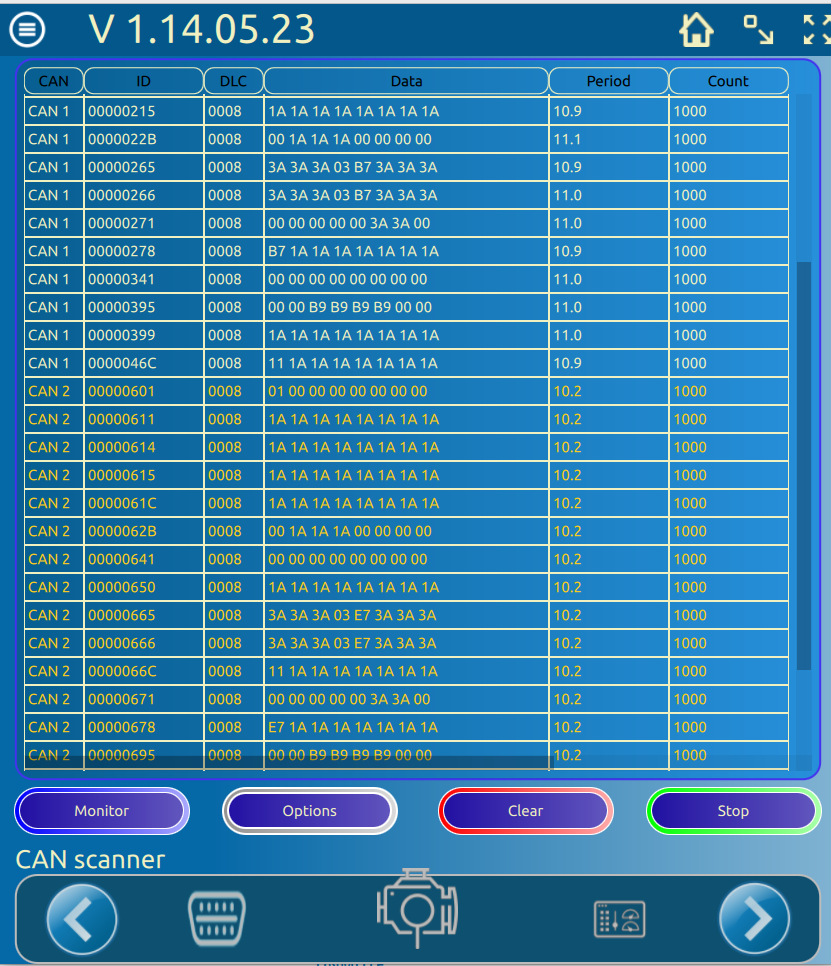 V 1.14.05.23
CAN ID DLC Data Period Count
CAN 1 00000215 0008 1A 1A 1A 1A 1A 1A 1A 1A 10.9 1000
CAN 1 0000022B 0008 00 1A 1A 1A 00 00 00 00 11.1 1000
CAN 1 00000265 0008 3A 3A 3A 03 B7 3A 3A 3A 10.9 1000
CAN 1 00000266 0008 3A 3A 3A 03 B7 3A 3A 3A 11.0 1000
CAN 1 00000271 0008 00 00 00 00 00 3A 3A 00 11.0 1000
CAN 1 00000278 0008 B7 1A 1A 1A 1A 1A 1A 1A 10.9 1000
CAN 1 00000341 0008 00 00 00 00 00 00 00 00 11.0 1000
CAN 1 00000395 0008 00 00 B9 B9 B9 B9 00 00 11.0 1000
CAN 1 00000399 0008 1A 1A 1A 1A 1A 1A 1A 1A 11.0 1000
CAN 1 0000046C 0008 11 1A 1A 1A 1A 1A 1A 1A 10.9 1000
CAN 2 00000601 0008 01 00 00 00 00 00 00 00 10.2 1000
CAN 2 00000611 0008 1A 1A 1A 1A 1A 1A 1A 1A 10.2 1000
CAN 2 00000614 0008 1A 1A 1A 1A 1A 1A 1A 1A 10.2 1000
CAN 2 00000615 0008 1A 1A 1A 1A 1A 1A 1A 1A 10.2 1000
CAN 2 0000061C 0008 1A 1A 1A 1A 1A 1A 1A 1A 10.2 1000
CAN 2 0000062B 0008 00 1A 1A 1A 00 00 00 00 10.2 1000
CAN 2 00000641 0008 00 00 00 00 00 00 00 00 10.2 1000
CAN 2 00000650 0008 1A 1A 1A 1A 1A 1A 1A 1A 10.2 1000
CAN 2 00000665 0008 3A 3A 3A 03 E7 3A 3A 3A 10.2 1000
CAN 2 00000666 0008 3A 3A 3A 03 E7 3A 3A 3A 10.2 1000
CAN 2 0000066C 0008 11 1A 1A 1A 1A 1A 1A 1A 10.2 1000
CAN 2 00000671 0008 00 00 00 00 00 3A 3A 00 10.2 1000
CAN 2 00000678 0008 E7 1A 1A 1A 1A 1A 1A 1A 10.2 1000
CAN 2 00000695 0008 00 00 B9 B9 B9 B9 00 00 10.2 1000
Monitor Options Clear Stop
CAN scanner